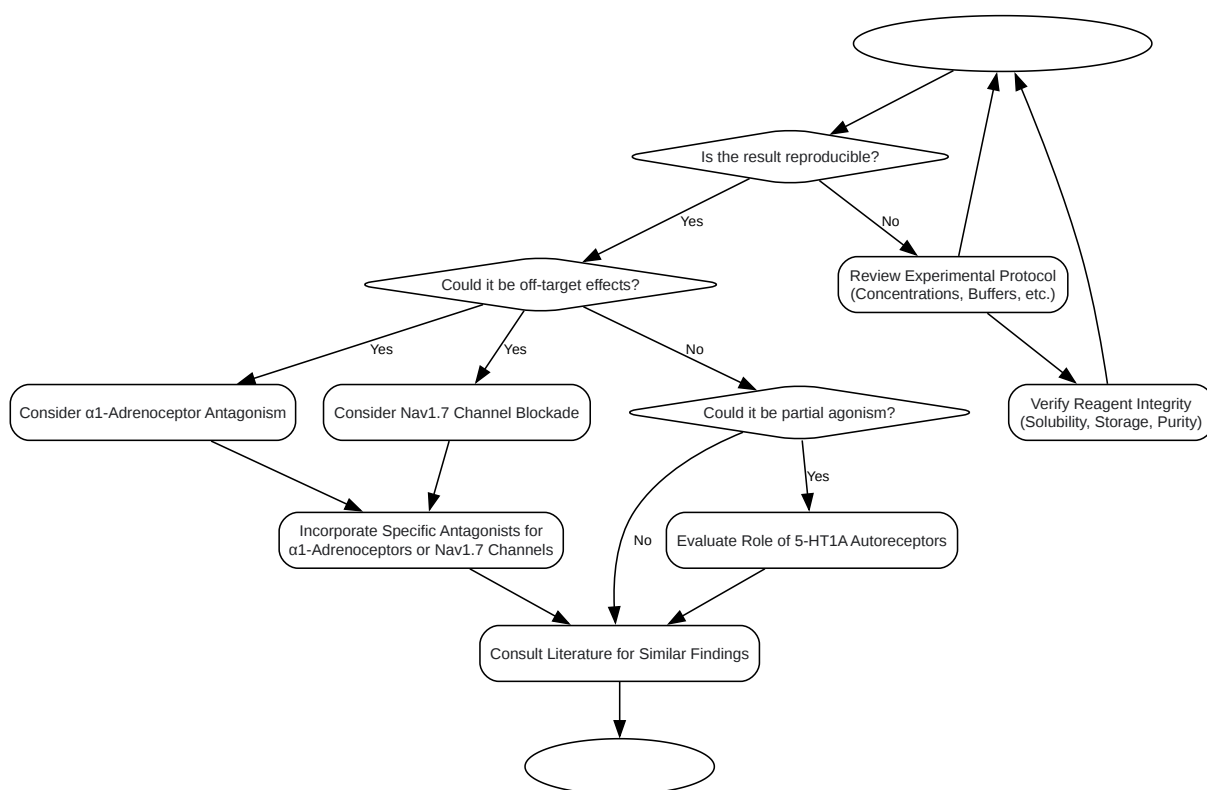 Is the result reproducible?
Yes
No
Could it be off-target effects?
Review Experimental Protocol
(Concentrations, Buffers, etc.)
Yes
Yes
No
Consider α1-Adrenoceptor Antagonism
Consider Nav1.7 Channel Blockade
Could it be partial agonism?
Verify Reagent Integrity
(Solubility, Storage, Purity)
Yes
Incorporate Specific Antagonists for
α1-Adrenoceptors or Nav1.7 Channels
No
Evaluate Role of 5-HT1A Autoreceptors
Consult Literature for Similar Findings